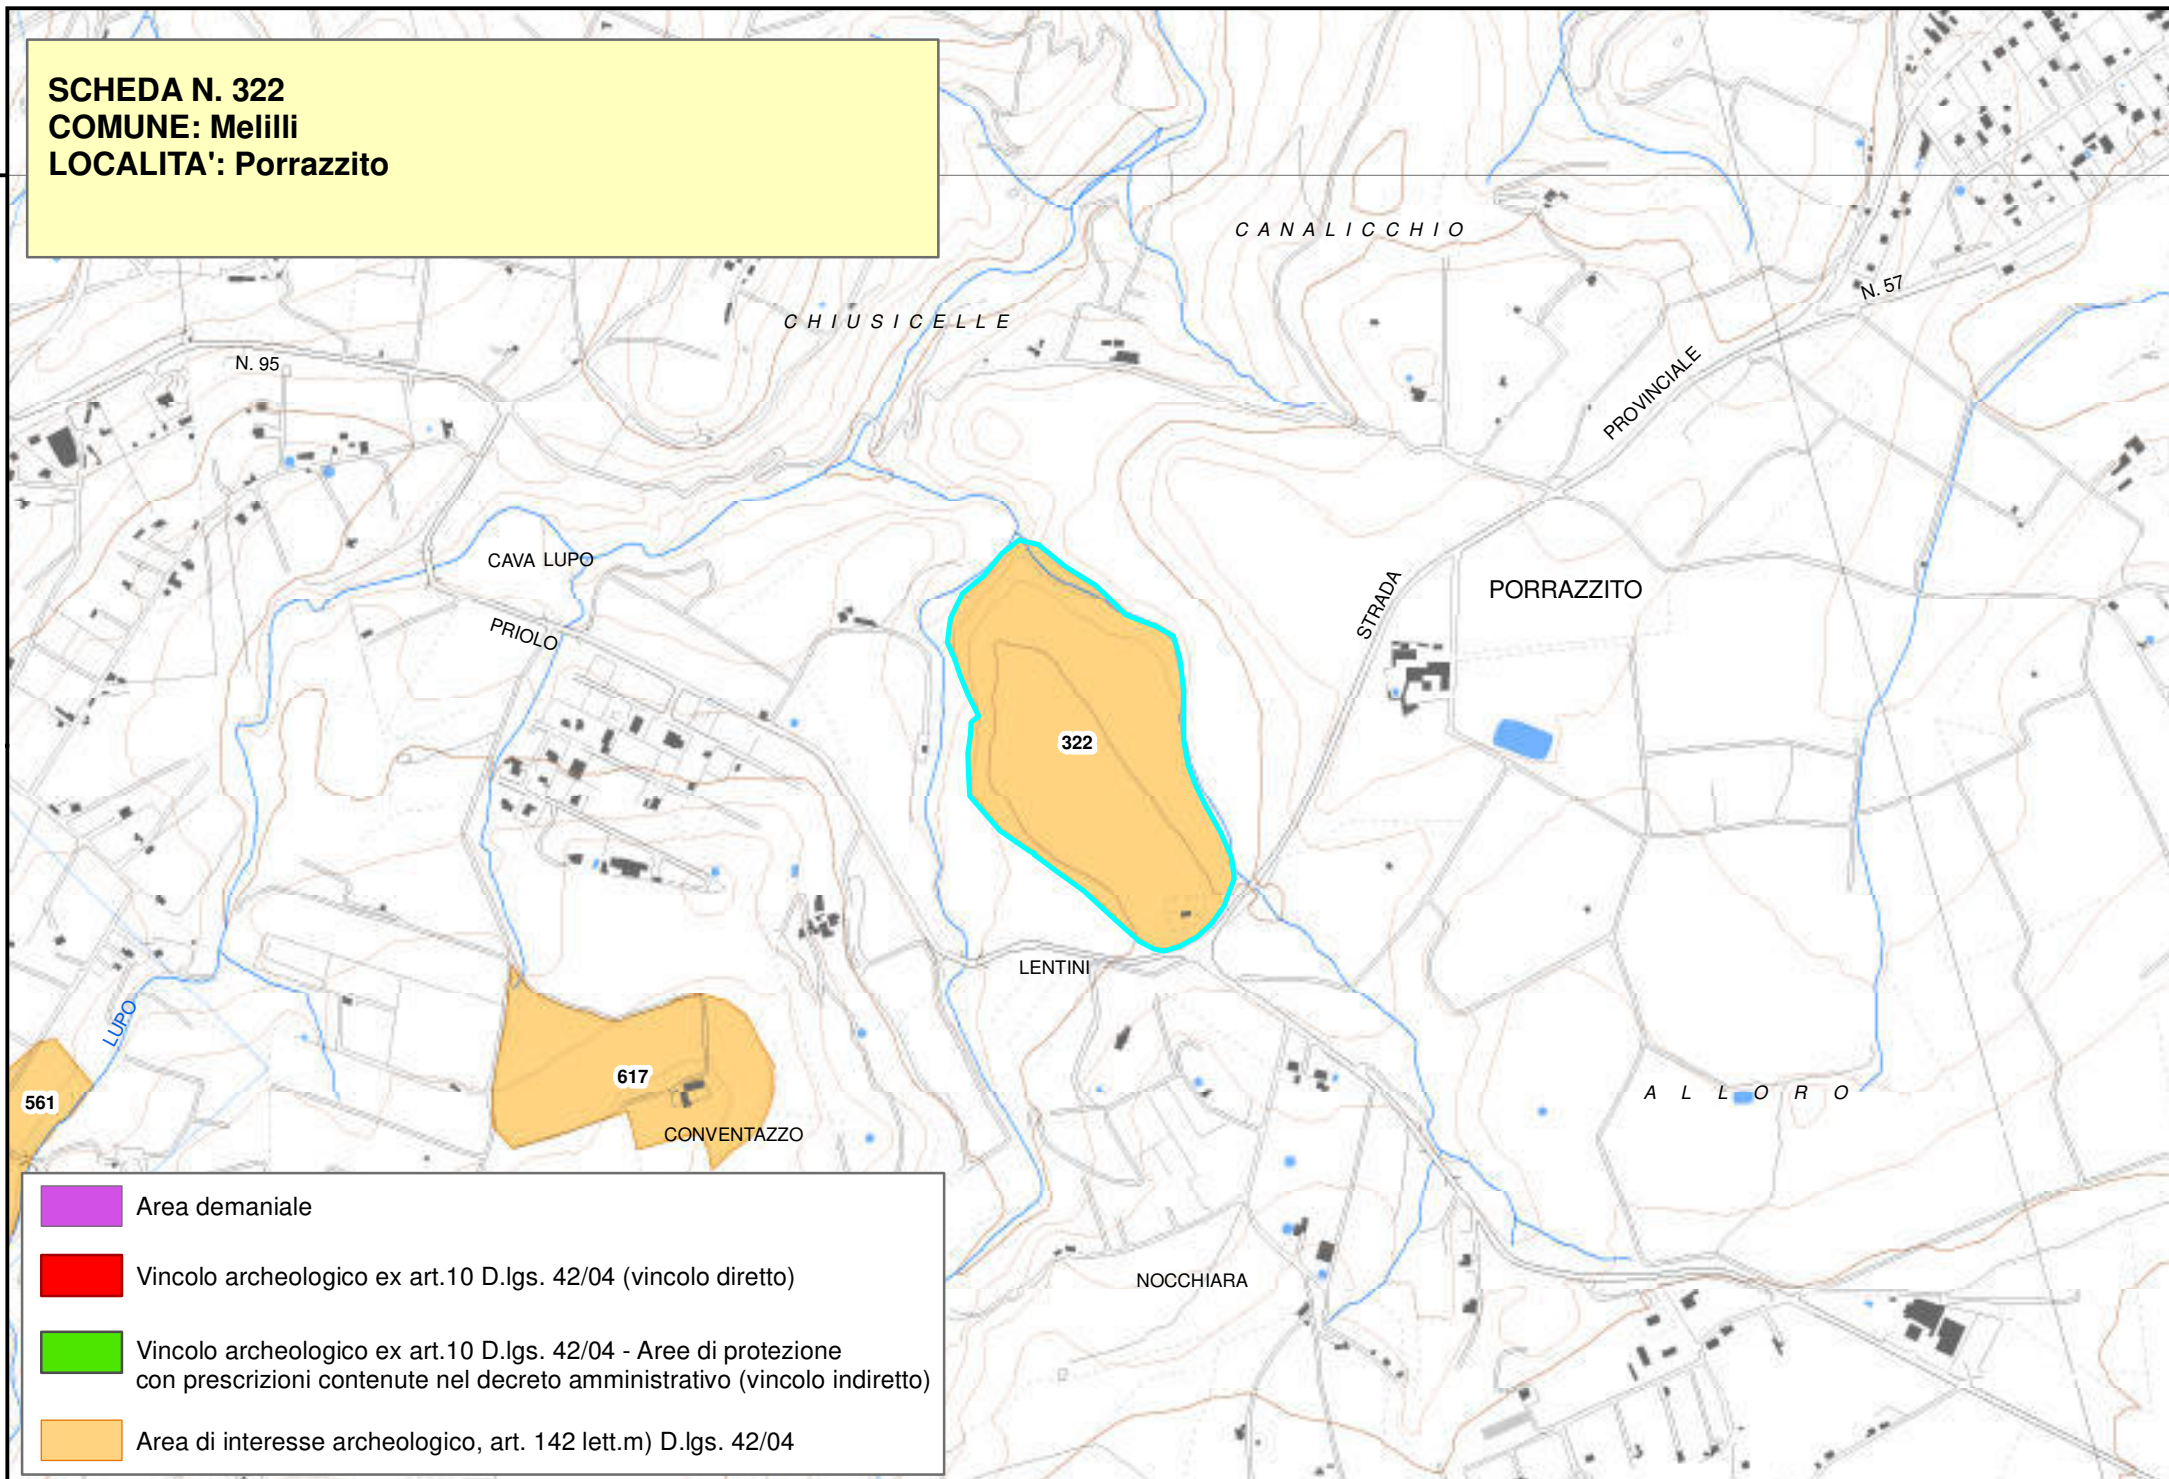 SCHEDA N. 322
COMUNE: Melilli
LOCALITA': Porrazzito
CANALICCHIO
N. 57
CHIUSICELLE
N. 95
PROVINCIALE
CAVA LUPO
STRADA
PORRAZZITO
PRIOLO
322
LENTINI
LUPO
617
561
ALLORO
CONVENTAZZO
NOCCHIARA
Area demaniale
Vincolo archeologico ex art.10 D.lgs. 42/04 (vincolo diretto)
Vincolo archeologico ex art.10 D.lgs. 42/04 - Aree di protezione
con prescrizioni contenute nel decreto amministrativo (vincolo indiretto)
Area di interesse archeologico, art. 142 lett.m) D.lgs. 42/04